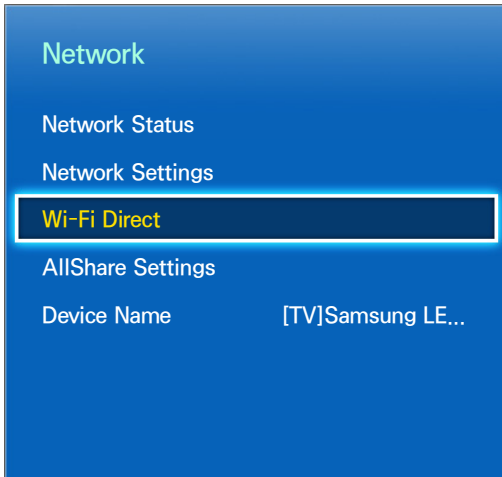 Network
Network Status
Network Settings
Wi-Fi Direct
AllShare Settings
Device Name [TV]Samsung LE...